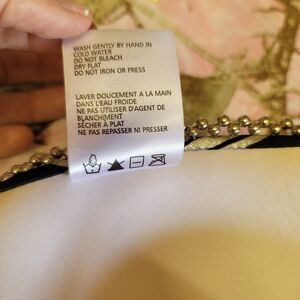 WASH GENTLY BY HAND IN
COLD WATER
DO NOT BLEACH
DRY FLAT
DO NOT IRON OR PRESS
LAVER DOUCEMENT A LA MAIN
DANS L'EAU FROIDE
NE PAS UTILISER D'AGENT DE
BLANCHIMENT
SÉCHER À PLAT
NE PAS REPASSER NI PRESSER